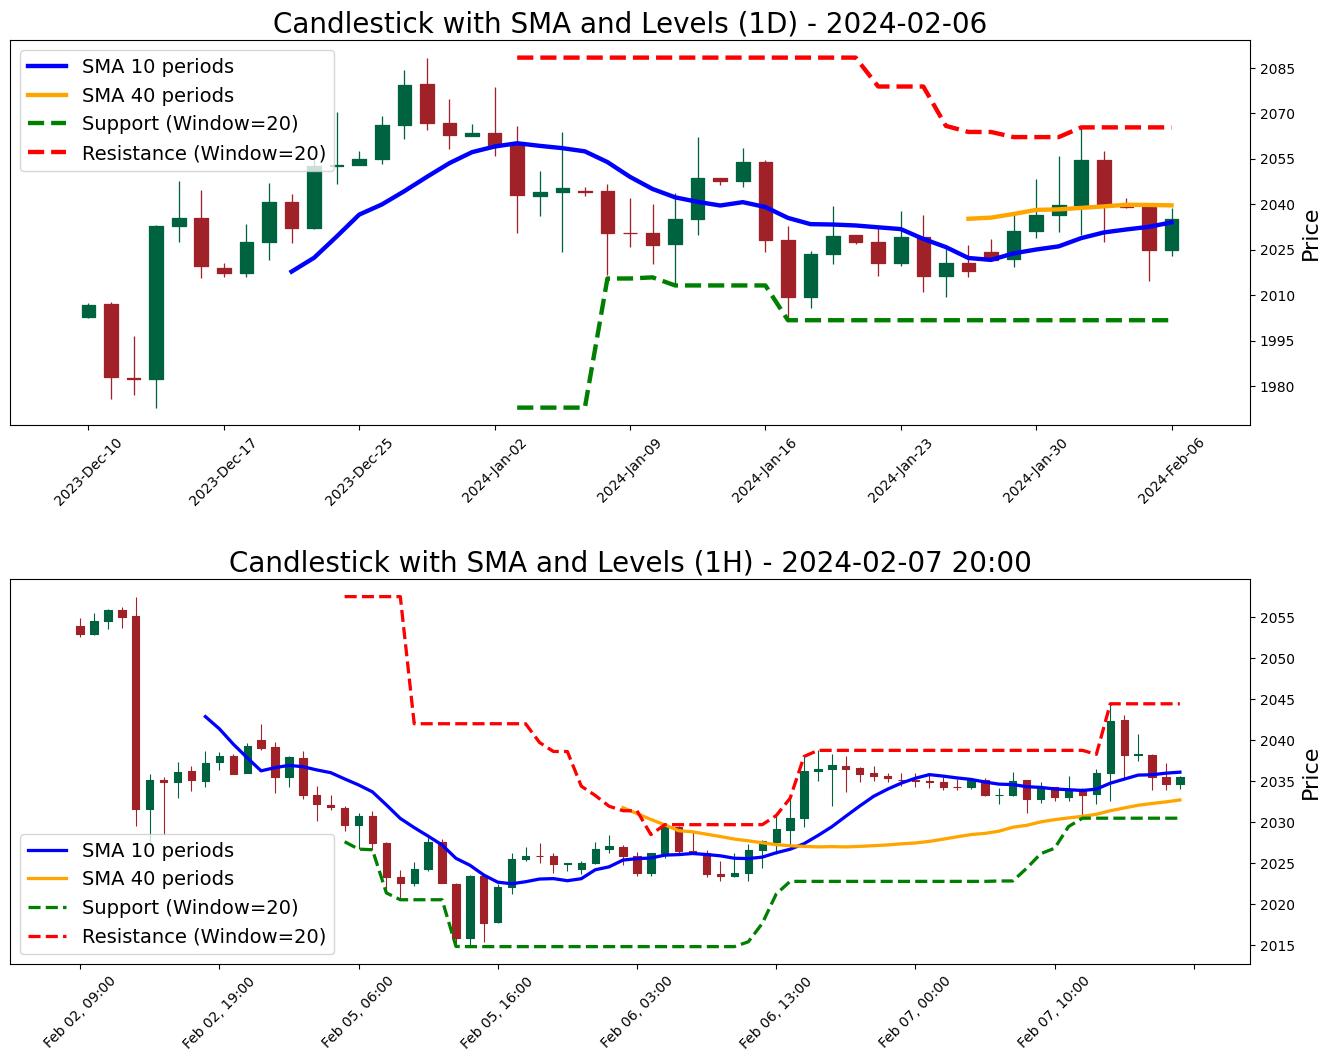 Candlestick with SMA and Levels (1D) - 2024-02-06
SMA 10 periods
SMA 40 periods
Support (Window=20)
Resistance (Window=20)
2085
2070
2055
2040
2025
2010
1995
1980
Price
2023-Dec-10
2023-Dec-17
2023-Dec-25
2024-Jan-02
2024-Jan-09
2024-Jan-16
2024-Jan-23
2024-Jan-30
2024-Feb-06
Candlestick with SMA and Levels (1H) - 2024-02-07 20:00
2055
2050
2045
2040
2035
2030
2025
2020
2015
Price
SMA 10 periods
SMA 40 periods
Support (Window=20)
Resistance (Window=20)
Feb 02, 09:00
Feb 02, 19:00
Feb 05, 06:00
Feb 05, 16:00
Feb 06, 03:00
Feb 06, 13:00
Feb 07, 00:00
Feb 07, 10:00